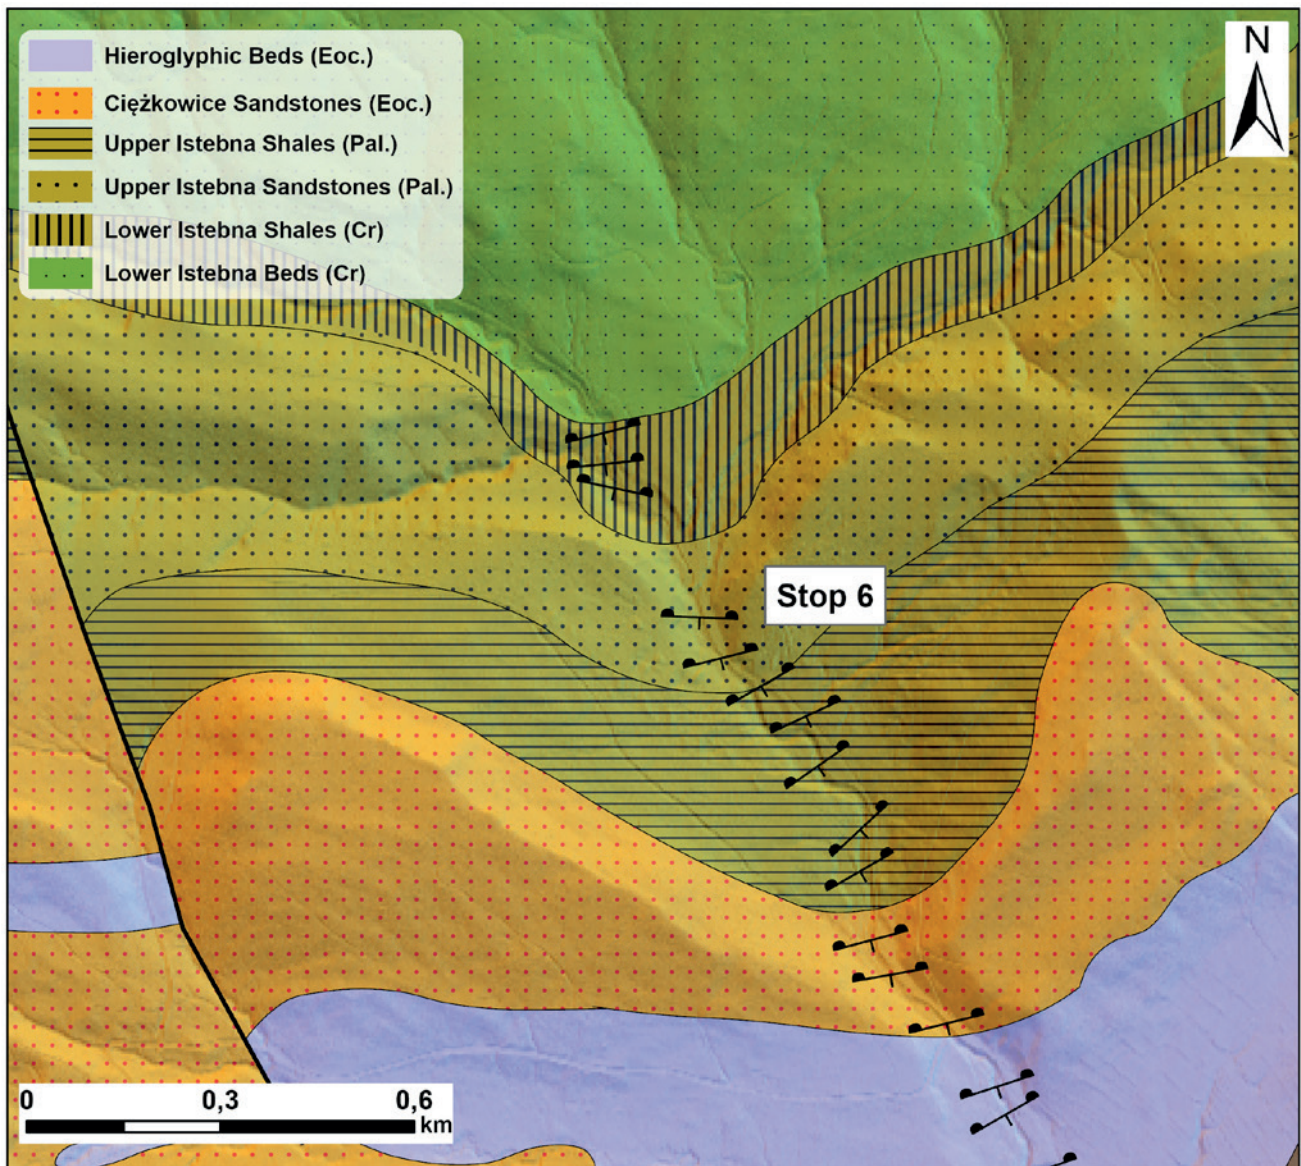 Hieroglyphic Beds (Eoc.)
Ciężkowice Sandstones (Eoc.)
Upper Istebna Shales (Pal.)
Upper Istebna Sandstones (Pal.)
Lower Istebna Shales (Cr)
Lower Istebna Beds (Cr)
N
Stop 6
0 0,3 0,6
km